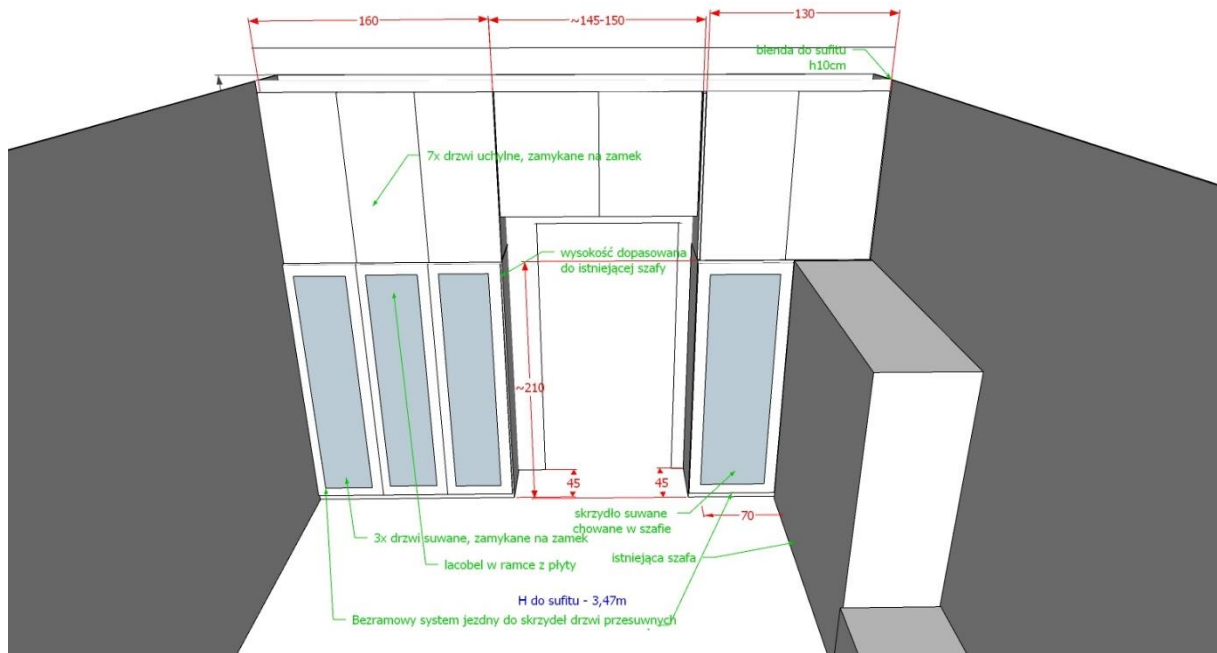 160
~145-150
130
blenda do sufitu
h10cm
7x drzwi uchylne, zamykane na zamek
wysokość dopasowana
do istniejącej szafy
~210
45
45
skrzydło suwane
chowane w szafie
70
3x drzwi suwane, zamykane na zamek
istniejąca szafa
lacobel w ramce z płyty
H do sufitu - 3,47m
Bezramowy system jezdny do skrzydeł drzwi przesuwnych